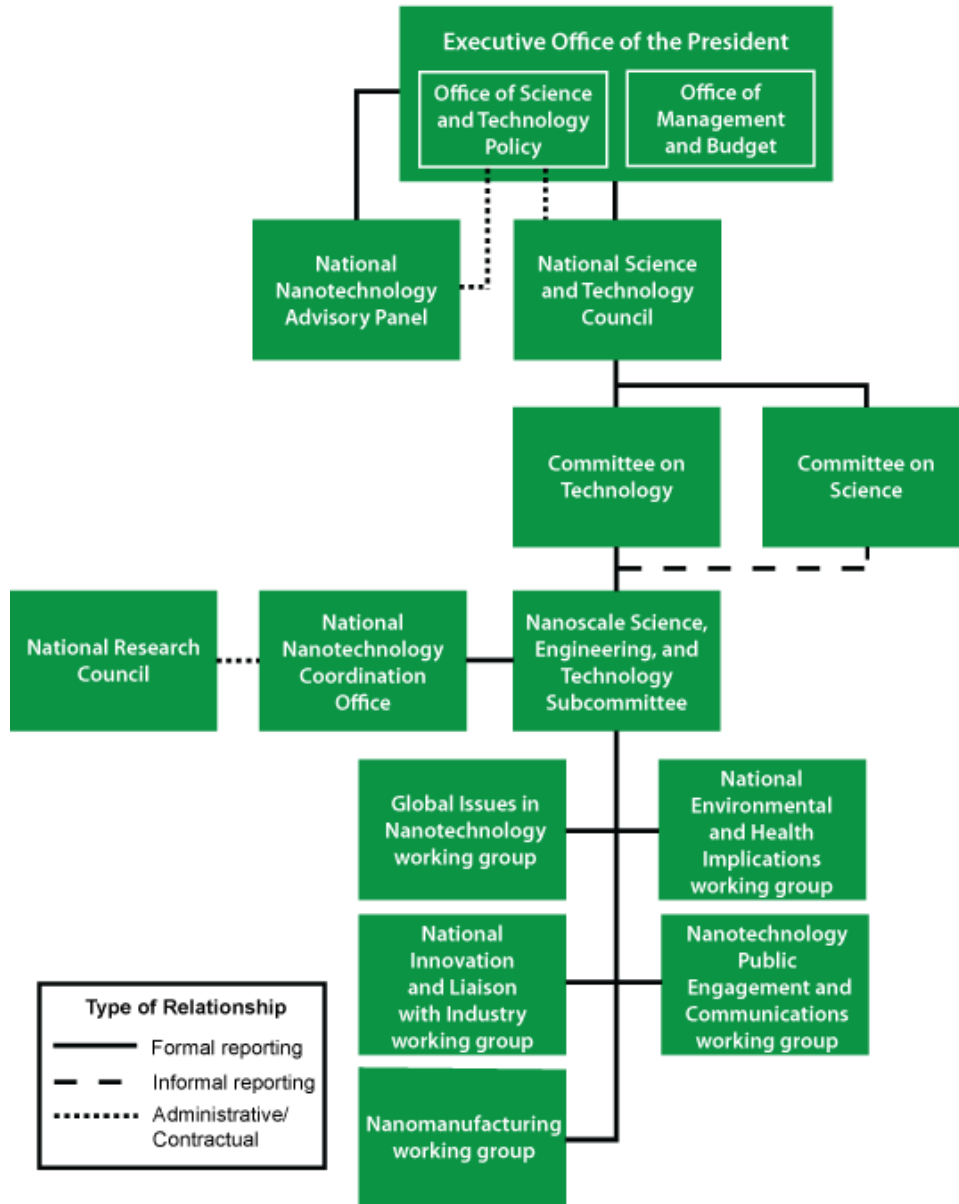 Executive Office of the President
Office of Science
and Technology
Policy
Office of
Management
and Budget
National
Nanotechnology
Advisory Panel
National Science
and Technology
Council
Committee on
Technology
Committee on
Science
National Research
Council
National
Nanotechnology
Coordination
Office
Nanoscale Science,
Engineering, and
Technology
Subcommittee
Global Issues in
Nanotechnology
working group
National
Environmental
and Health
Implications
working group
National
Innovation
and Liaison
with Industry
working group
Nanotechnology
Public
Engagement and
Communications
working group
Nanomanufacturing
working group
Type of Relationship
Formal reporting
Informal reporting
Administrative/
Contractual